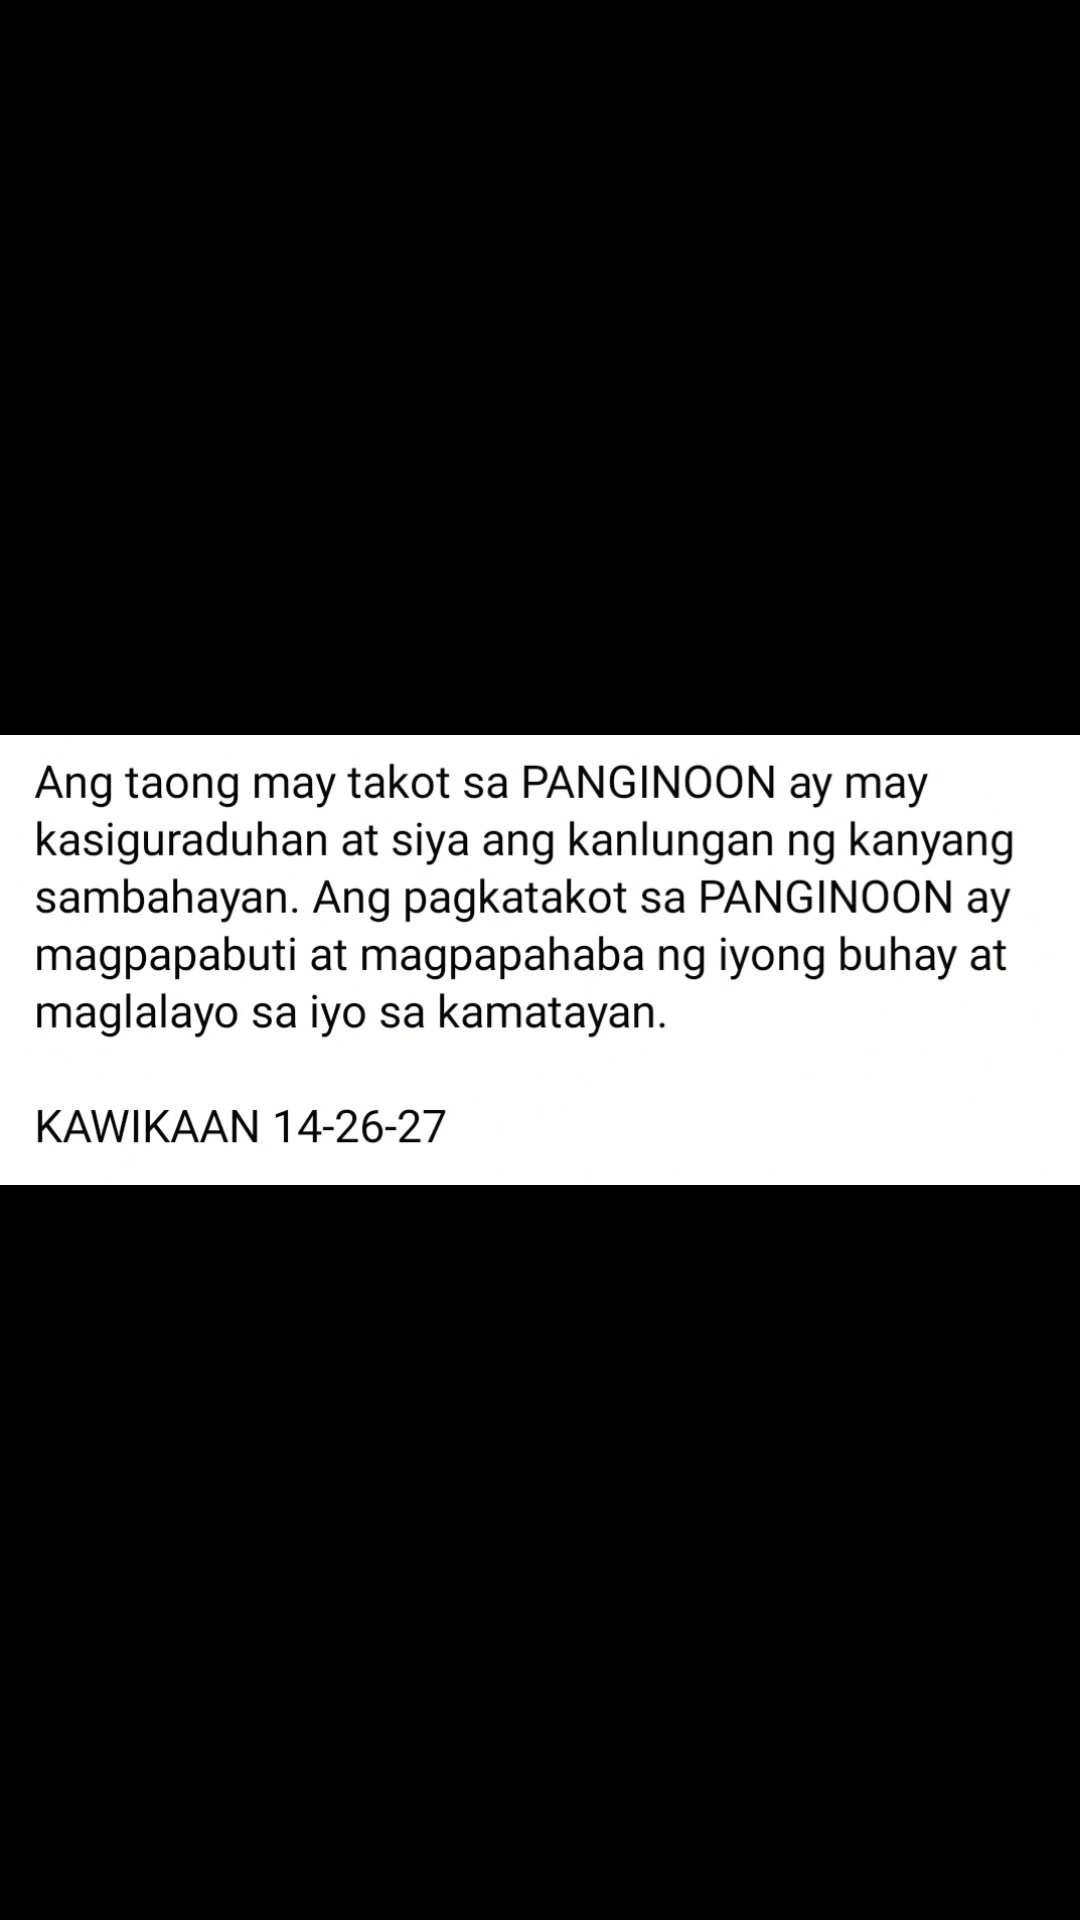 Ang taong may takot sa PANGINOON ay may
kasiguraduhan at siya ang kanlungan ng kanyang
sambahayan. Ang pagkatakot sa PANGINOON ay
magpapabuti at magpapahaba ng iyong buhay at
maglalayo sa iyo sa kamatayan.
KAWIKAAN 14-26-27